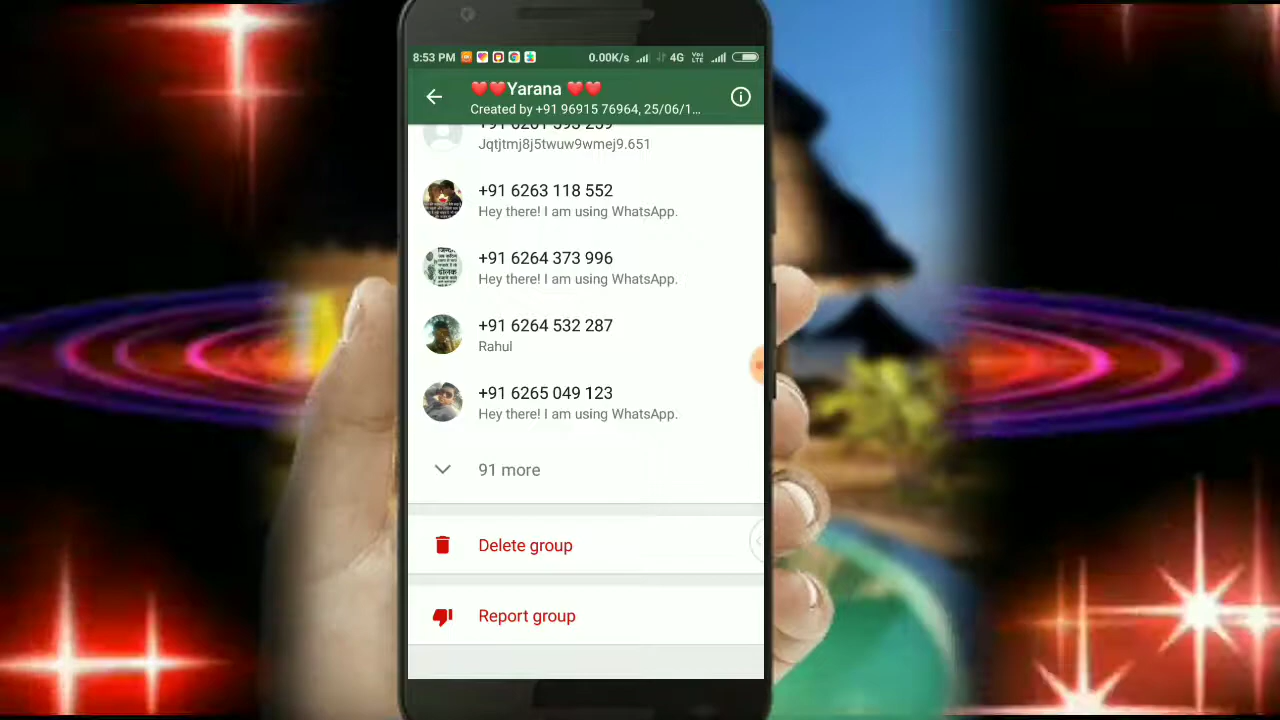 8:53 PM 0.00K/s 4G VoLTE
❤️❤️Yarana ❤️❤️
Created by +91 96915 76964, 25/06/1...
Jqtjtmj8j5twuw9wmej9.651
+91 6263 118 552
Hey there! I am using WhatsApp.
+91 6264 373 996
Hey there! I am using WhatsApp.
+91 6264 532 287
Rahul
+91 6265 049 123
Hey there! I am using WhatsApp.
91 more
Delete group
Report group